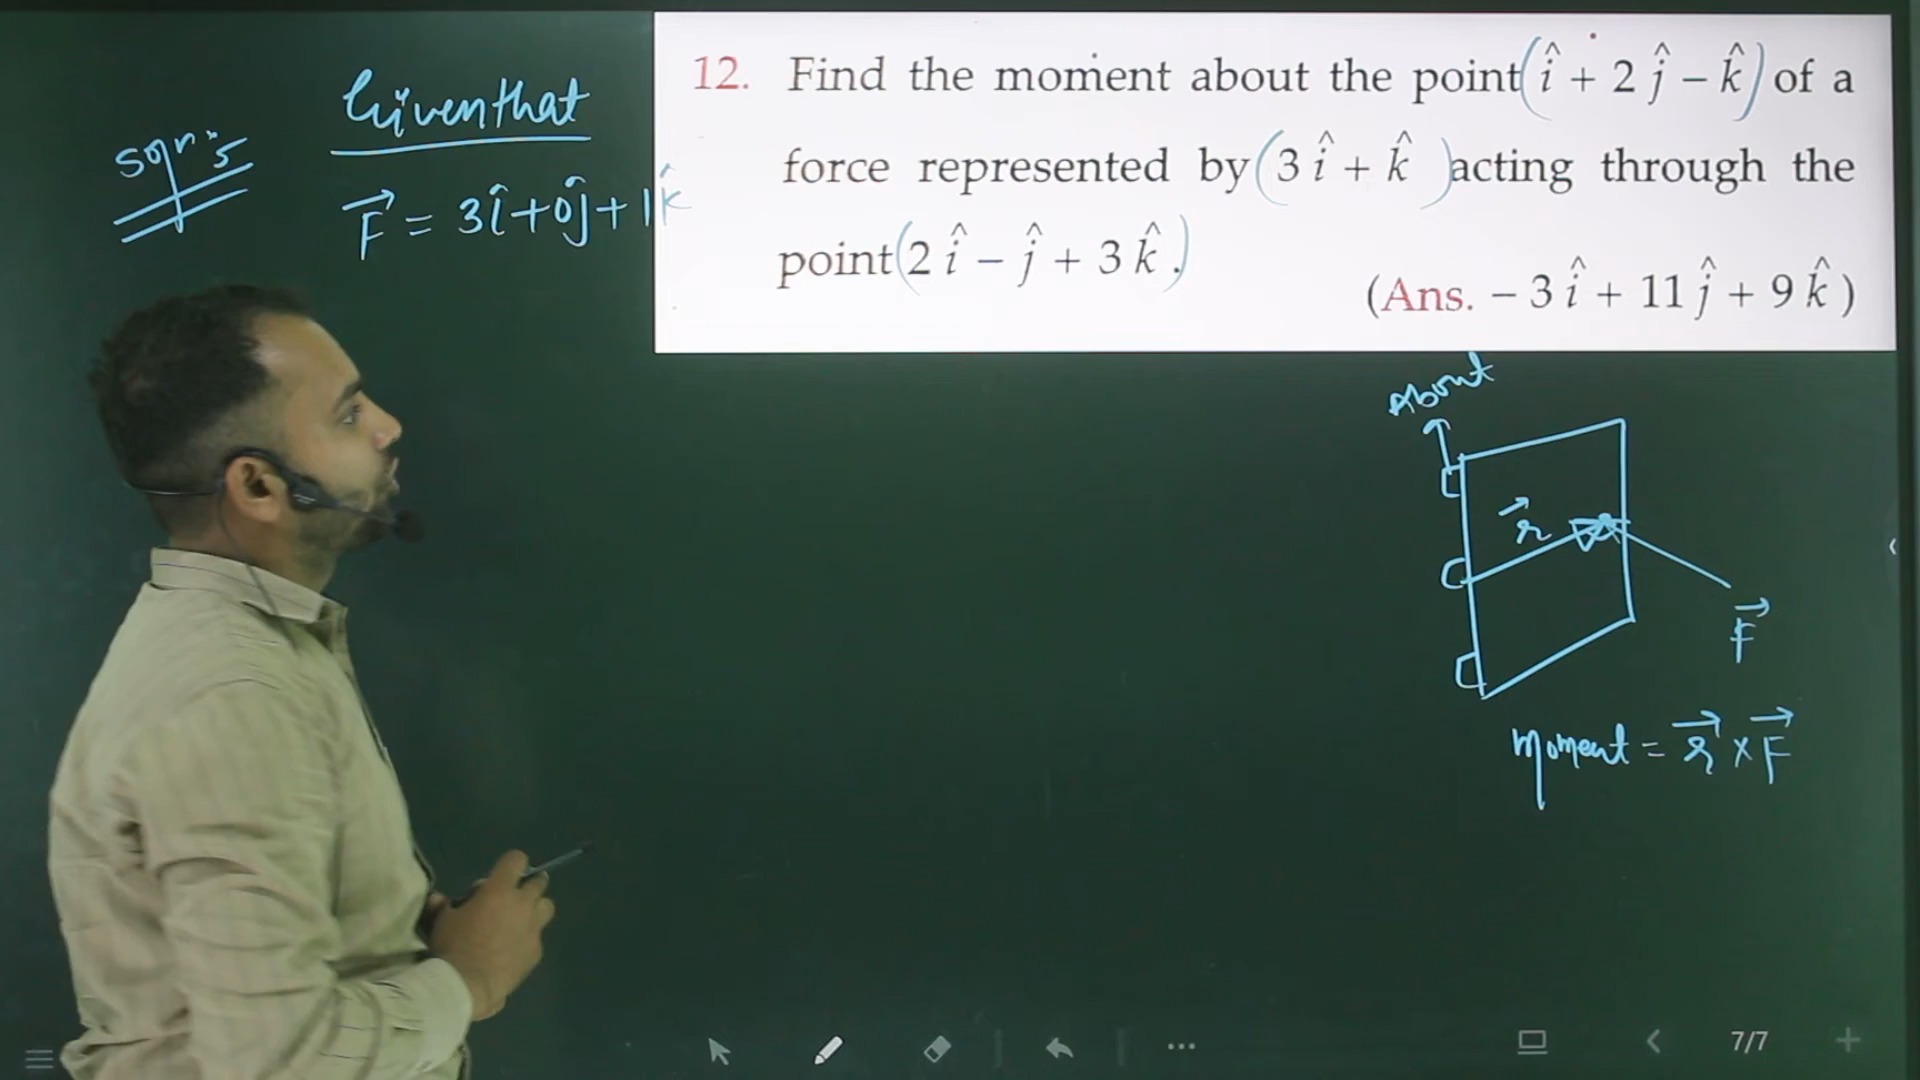 12. Find the moment about the point (î + 2ĵ − k̂) of a
force represented by (3î + k̂) acting through the
point (2î − ĵ + 3k̂.)
(Ans. − 3î + 11ĵ + 9k̂)
Given that
F⃗ = 3î+0ĵ+1k̂
About
r⃗
F⃗
moment = r⃗ × F⃗
7/7